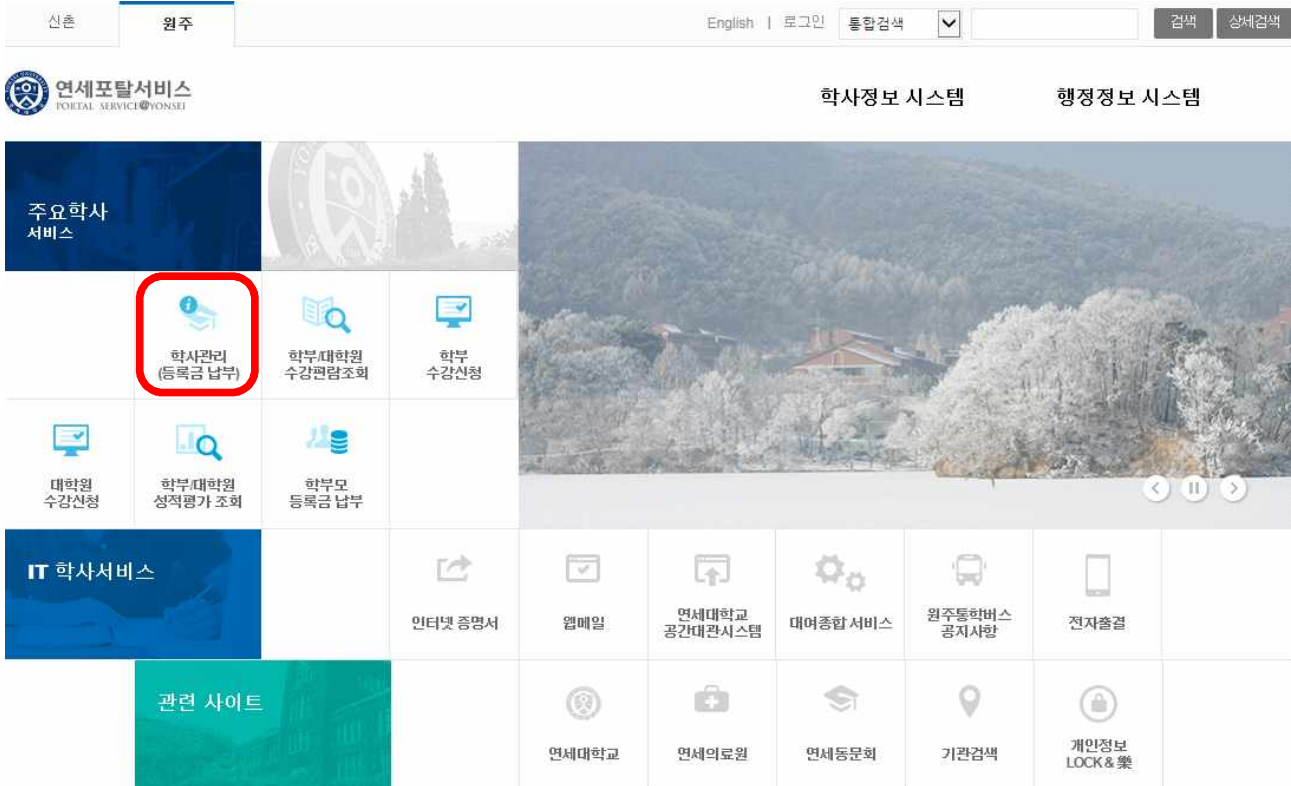 신촌
원주
English | 로그인
통합검색
검색
상세검색
연세포탈서비스
PORTAL SERVICE@YONSEI
학사정보 시스템
행정정보 시스템
주요학사
서비스
학사관리
(등록금 납부)
학부/대학원
수강편람조회
학부
수강신청
대학원
수강신청
학부/대학원
성적평가 조회
학부모
등록금 납부
IT 학사서비스
인터넷 증명서
웹메일
연세대학교
공간대관시스템
대여종합 서비스
원주통학버스
공지사항
전자출결
관련 사이트
연세대학교
연세의료원
연세동문회
기관검색
개인정보
LOCK & 樂